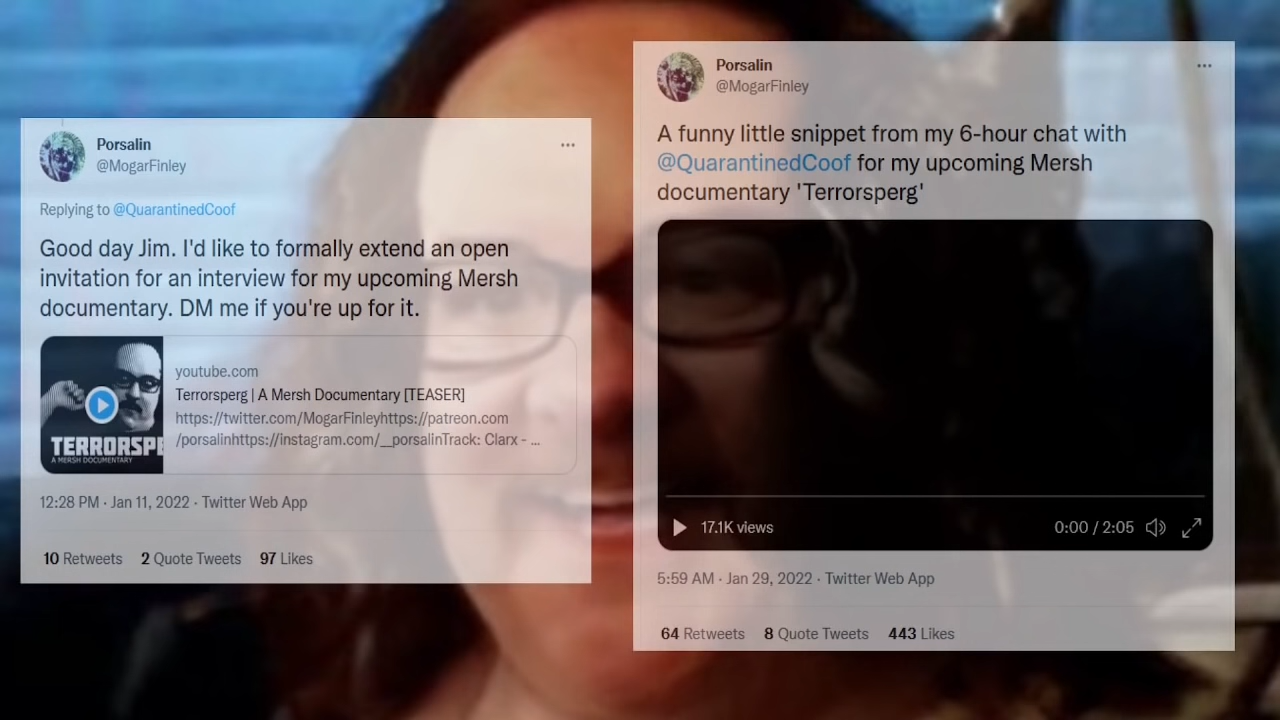 Porsalin
@MogarFinley
Replying to @QuarantinedCoof
Good day Jim. I'd like to formally extend an open
invitation for an interview for my upcoming Mersh
documentary. DM me if you're up for it.
TERRORSPE
A MERSH DOCUMENTARY
youtube.com
Terrorsperg | A Mersh Documentary [TEASER]
https://twitter.com/MogarFinleyhttps://patreon.com
/porsalinhttps://instagram.com/__porsalinTrack: Clarx - ...
12:28 PM · Jan 11, 2022 · Twitter Web App
10 Retweets 2 Quote Tweets 97 Likes
Porsalin
@MogarFinley
A funny little snippet from my 6-hour chat with
@QuarantinedCoof for my upcoming Mersh
documentary 'Terrorsperg'
17.1K views
0:00 / 2:05
5:59 AM · Jan 29, 2022 · Twitter Web App
64 Retweets 8 Quote Tweets 443 Likes